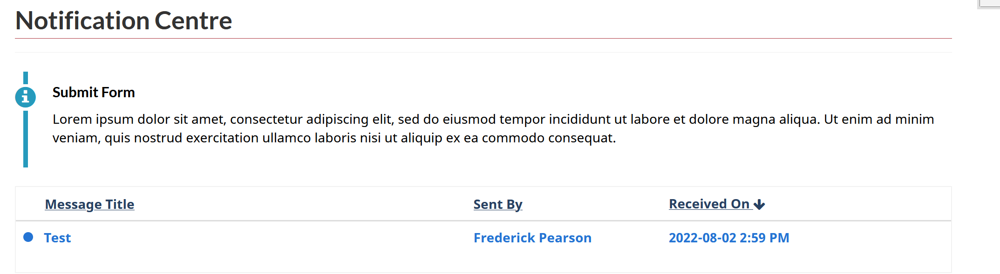 Notification Centre
Submit Form
Lorem ipsum dolor sit amet, consectetur adipiscing elit, sed do eiusmod tempor incididunt ut labore et dolore magna aliqua. Ut enim ad minim
veniam, quis nostrud exercitation ullamco laboris nisi ut aliquip ex ea commodo consequat.
Message Title Sent By Received On
Test Frederick Pearson 2022-08-02 2:59 PM